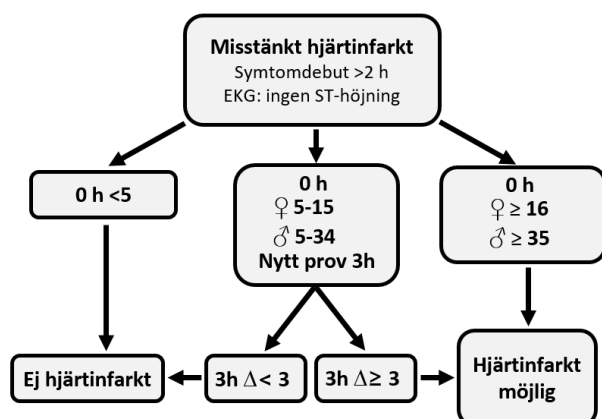 Misstänkt hjärtinfarkt
Symtomdebut >2 h
EKG: ingen ST-höjning
0 h <5
0 h
♀ 5-15
♂ 5-34
Nytt prov 3h
0 h
♀ ≥ 16
♂ ≥ 35
Ej hjärtinfarkt
3h Δ< 3
3h Δ≥ 3
Hjärtinfarkt
möjlig